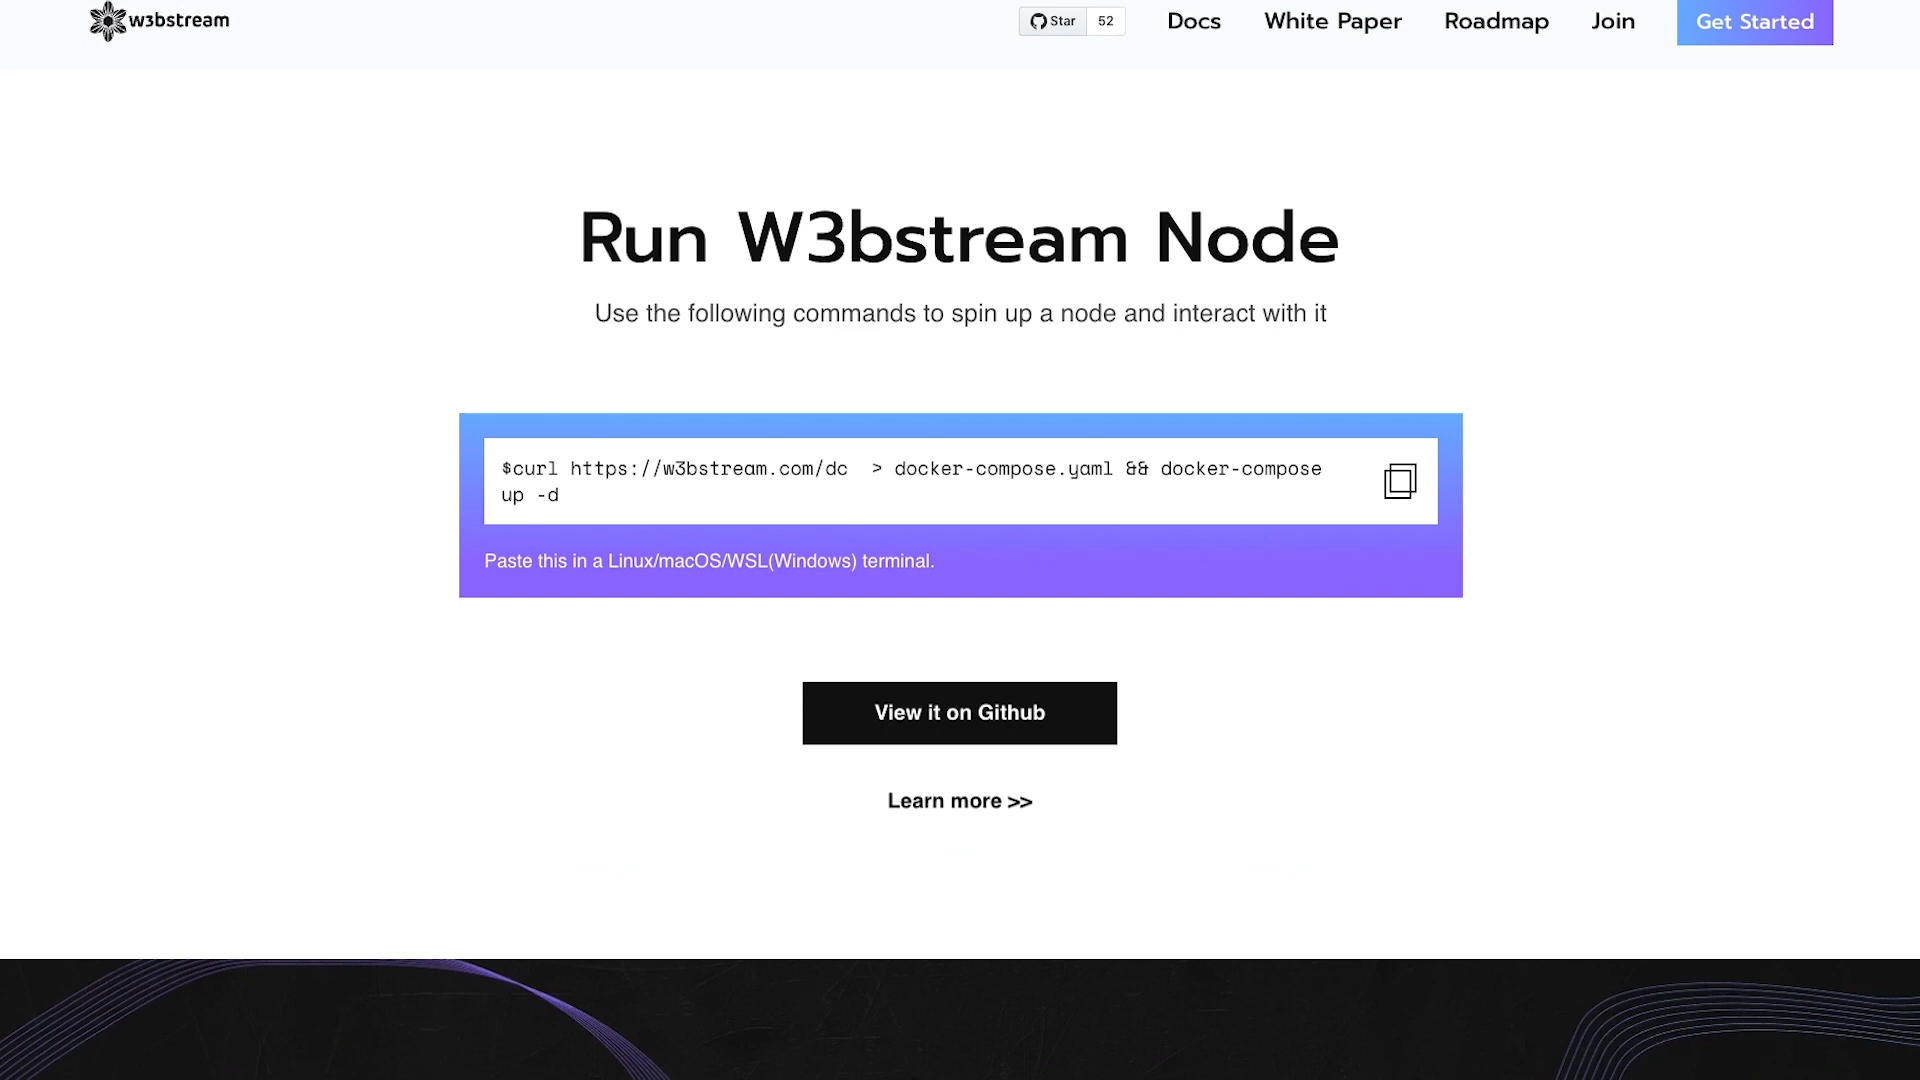 w3bstream
Star 52
Docs
White Paper
Roadmap
Join
Get Started
Run W3bstream Node
Use the following commands to spin up a node and interact with it
$curl https://w3bstream.com/dc > docker-compose.yaml && docker-compose
up -d
Paste this in a Linux/macOS/WSL(Windows) terminal.
View it on Github
Learn more >>